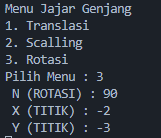 Menu Jajar Genjang
1. Translasi
2. Scalling
3. Rotasi
Pilih Menu : 3
N (ROTASI) : 90
X (TITIK) : -2
Y (TITIK) : -3